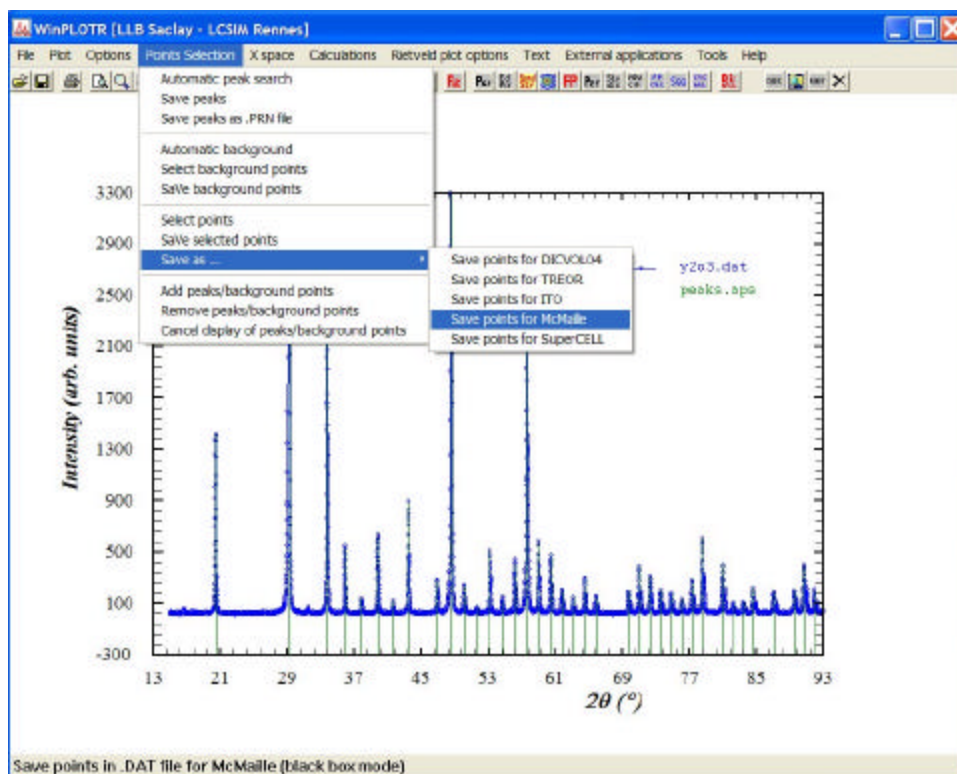 WinPLOTR [LLB Saclay - LCSIM Rennes]
File Plot Options Points Selection X space Calculations Rietveld plot options Text External applications Tools Help
Automatic peak search
Save peaks
Save peaks as .PRN file
Automatic background
Select background points
SaVe background points
Select points
SaVe selected points
Save as ...
Add peaks/background points
Remove peaks/background points
Cancel display of peaks/background points
Save points for DICVOL04
Save points for TREOR
Save points for ITO
Save points for McMaille
Save points for SuperCELL
y2o3.dat
peaks.aps
Intensity (arb. units)
3300
2900
2500
2100
1700
1300
900
500
100
-300
13 21 29 37 45 53 61 69 77 85 93
2θ (°)
Save points in .DAT file for McMaille (black box mode)